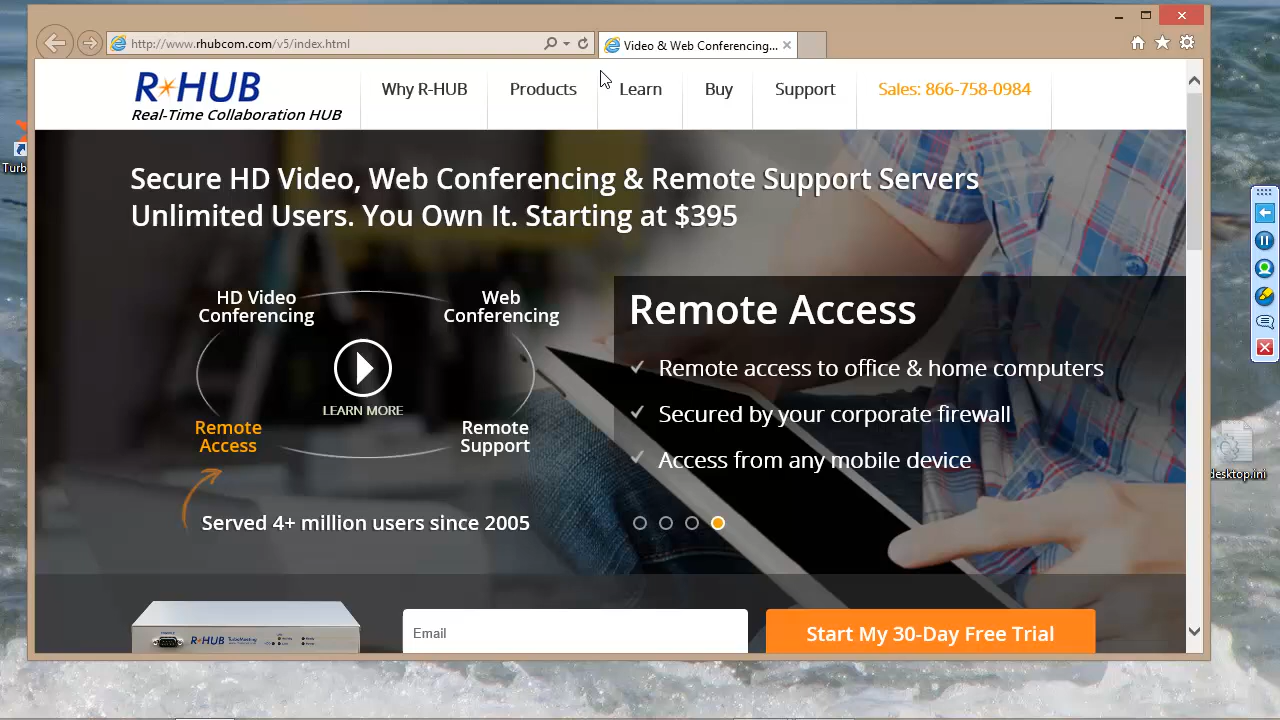 http://www.rhubcom.com/v5/index.html
Video & Web Conferencing...
R HUB
Real-Time Collaboration HUB
Why R-HUB
Products
Learn
Buy
Support
Sales: 866-758-0984
Turb
Secure HD Video, Web Conferencing & Remote Support Servers
Unlimited Users. You Own It. Starting at $395
HD Video
Conferencing
Web
Conferencing
LEARN MORE
Remote
Access
Remote
Support
Served 4+ million users since 2005
Remote Access
Remote access to office & home computers
Secured by your corporate firewall
Access from any mobile device
desktop.ini
R HUB TurboMeeting
Email
Start My 30-Day Free Trial